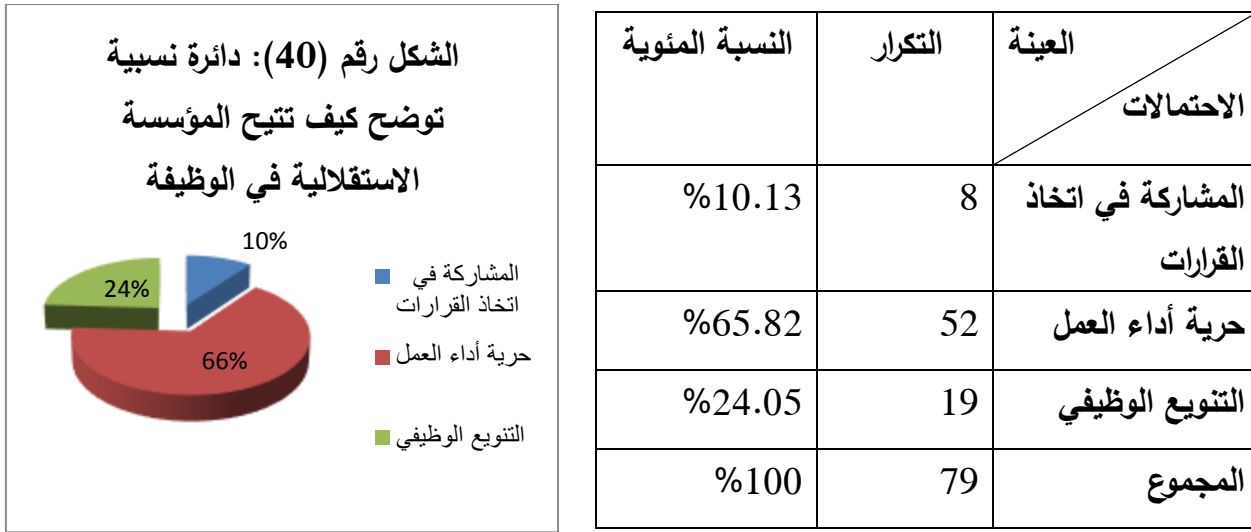 الشكل رقم (40): دائرة نسبية
توضح كيف تتيح المؤسسة
الاستقلالية في الوظيفة
10%
24%
66%
المشاركة في
اتخاذ القرارات
حرية أداء العمل
التنويع الوظيفي
العينة التكرار النسبة المئوية
الاحتمالات
المشاركة في اتخاذ 8 %10.13
القرارات
حرية أداء العمل 52 %65.82
التنويع الوظيفي 19 %24.05
المجموع 79 %100